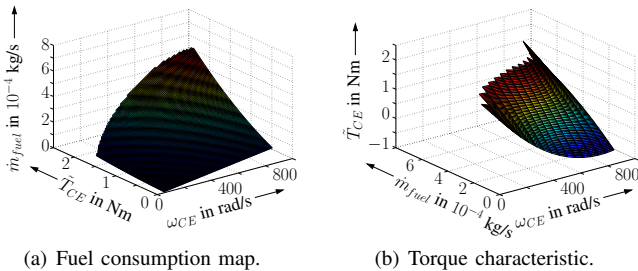 8
6
4
2
0
ṁ_fuel in 10⁻⁴ kg/s
2
1
0
T̃_CE in Nm
0
400
800
ω_CE in rad/s
(a) Fuel consumption map.
2
1
0
−1
T̃_CE in Nm
6
4
2
0
ṁ_fuel in 10⁻⁴ kg/s
0
400
800
ω_CE in rad/s
(b) Torque characteristic.